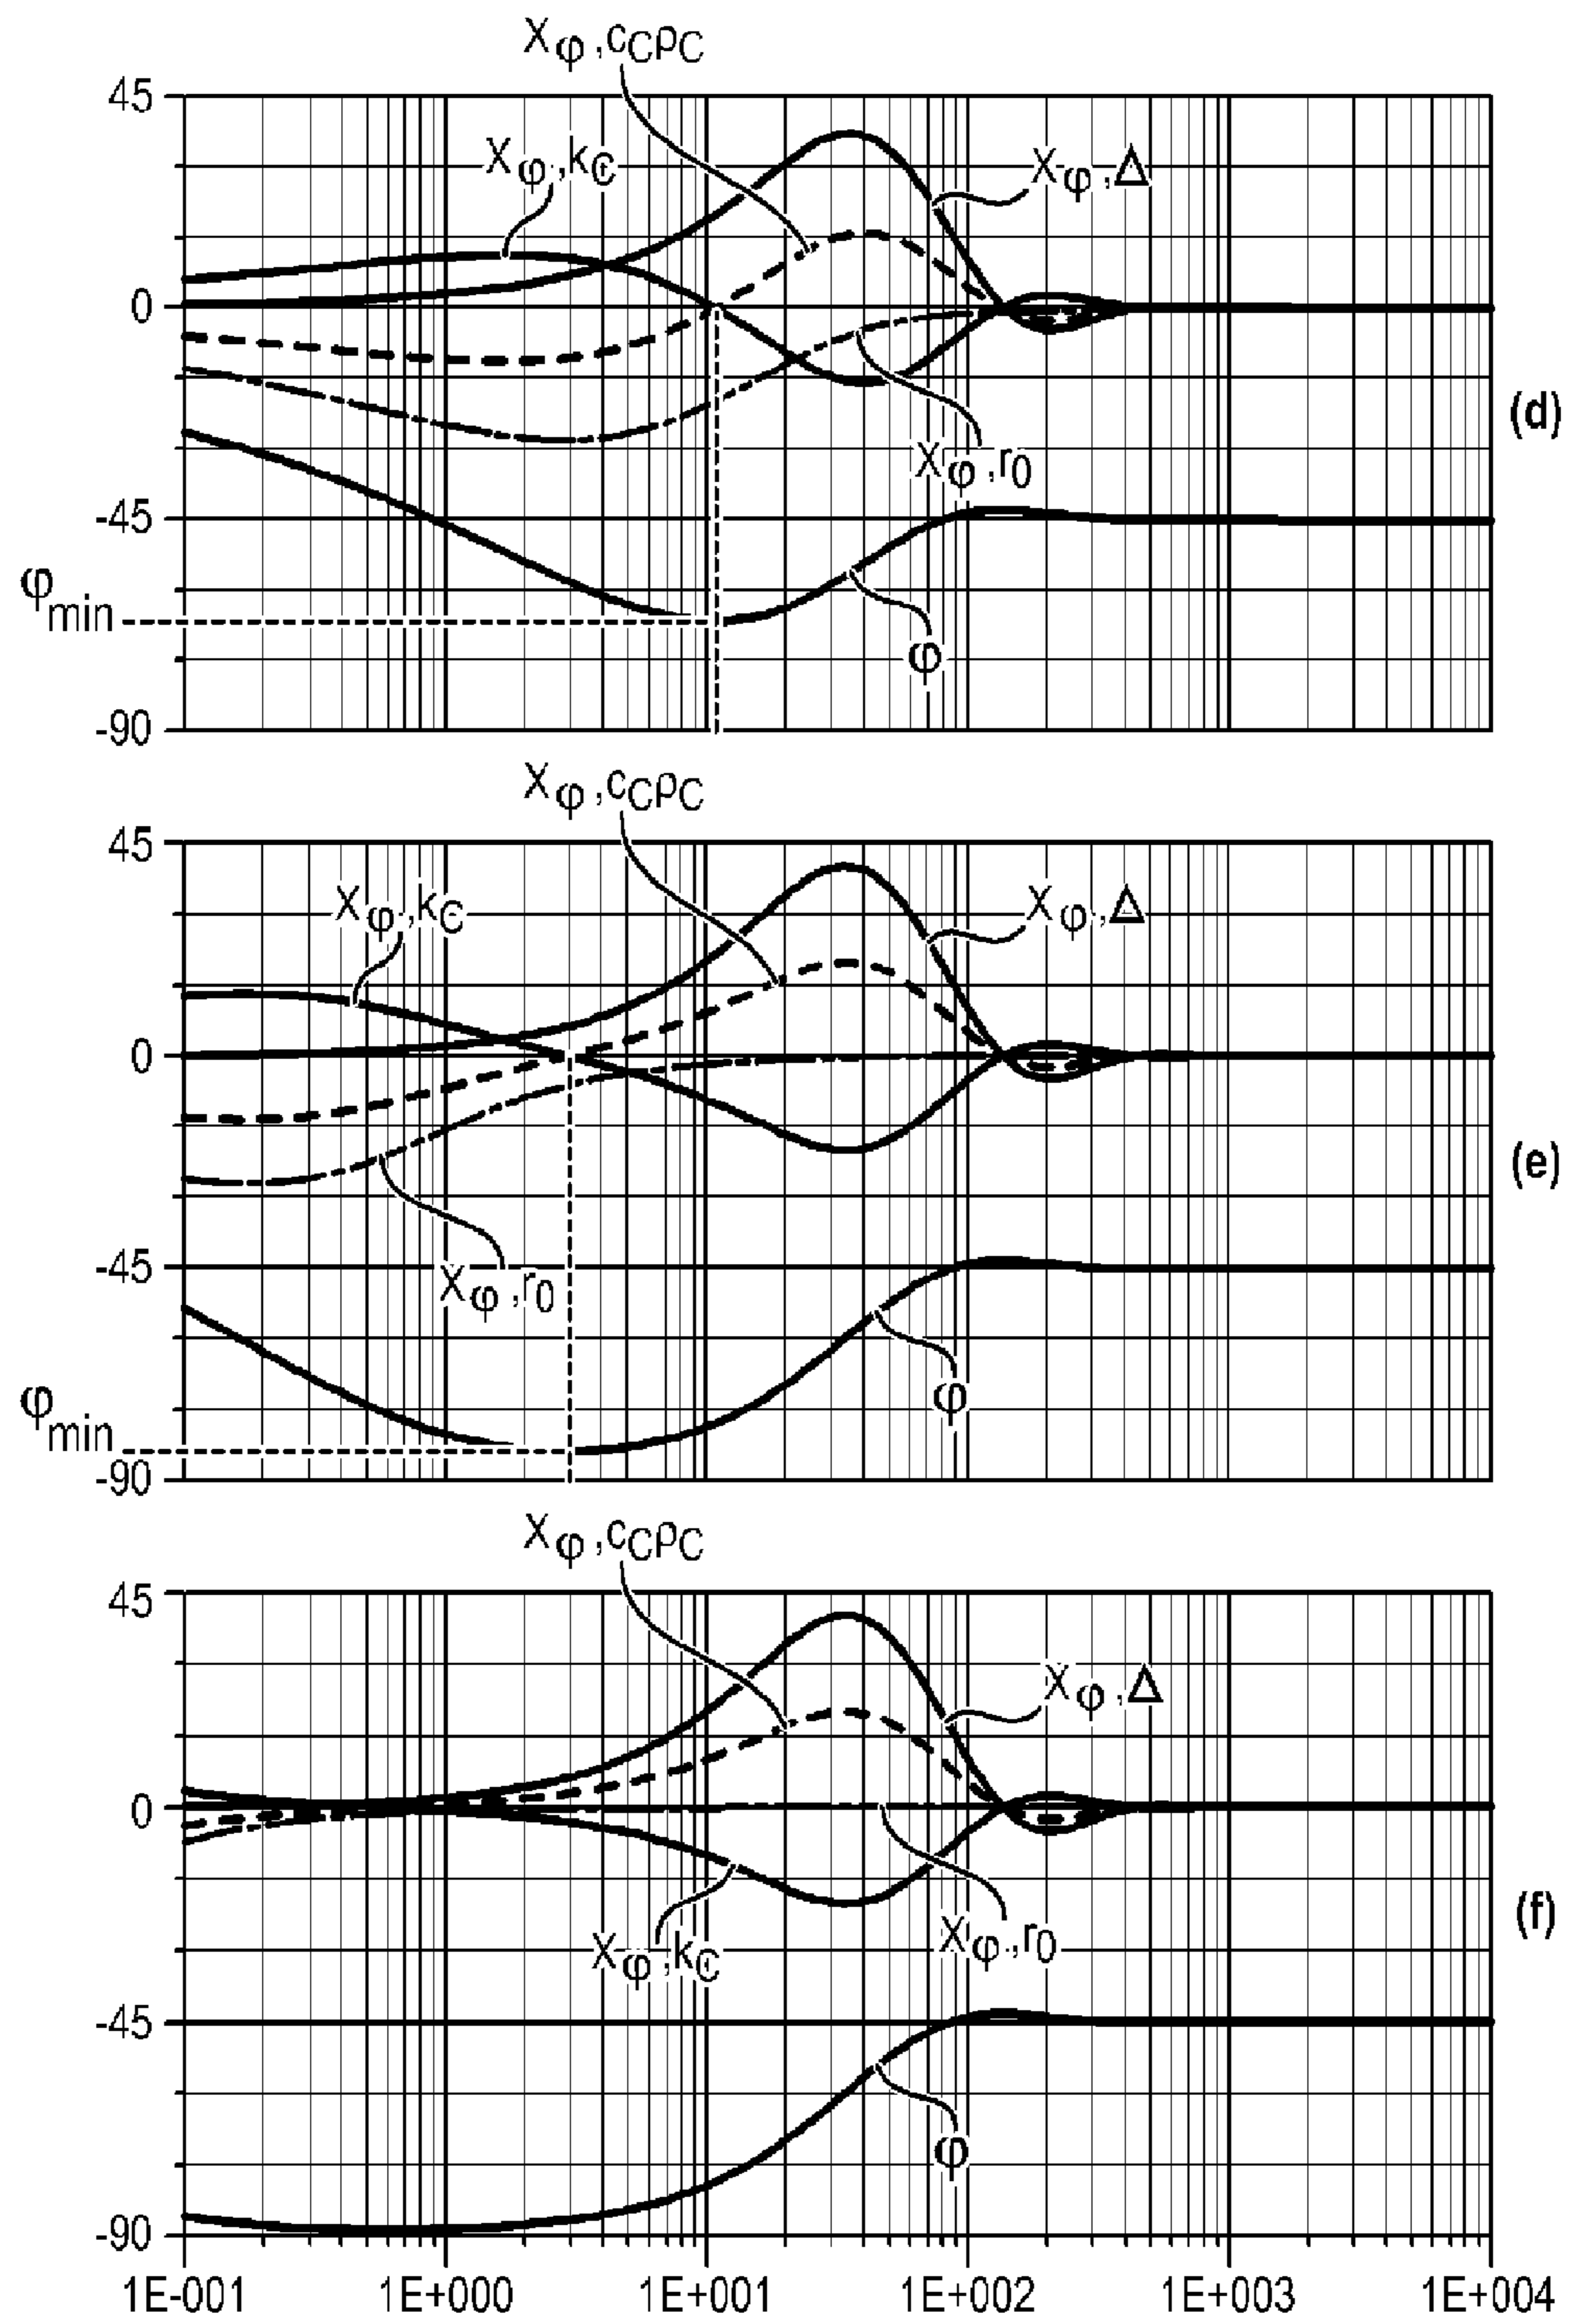 Xφ,cCρC
45
Xφ,kC
Xφ,Δ
0
(d)
Xφ,r0
-45
φmin
φ
-90
Xφ,cCρC
45
Xφ,kC
Xφ,Δ
0
(e)
-45
Xφ,r0
φmin
φ
-90
Xφ,cCρC
45
Xφ,Δ
0
(f)
Xφ,kC
Xφ,r0
-45
φ
-90
1E-001 1E+000 1E+001 1E+002 1E+003 1E+004